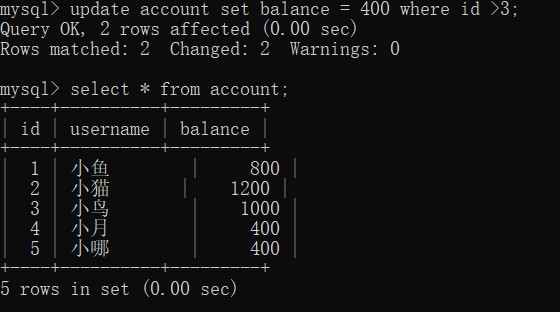 mysql> update account set balance = 400 where id >3;
Query OK, 2 rows affected (0.00 sec)
Rows matched: 2  Changed: 2  Warnings: 0
mysql> select * from account;
+----+----------+---------+
| id | username | balance |
+----+----------+---------+
|  1 | 小鱼         |     800 |
|  2 | 小猫        |    1200 |
|  3 | 小鸟         |    1000 |
|  4 | 小月         |     400 |
|  5 | 小哪         |     400 |
+----+----------+---------+
5 rows in set (0.00 sec)